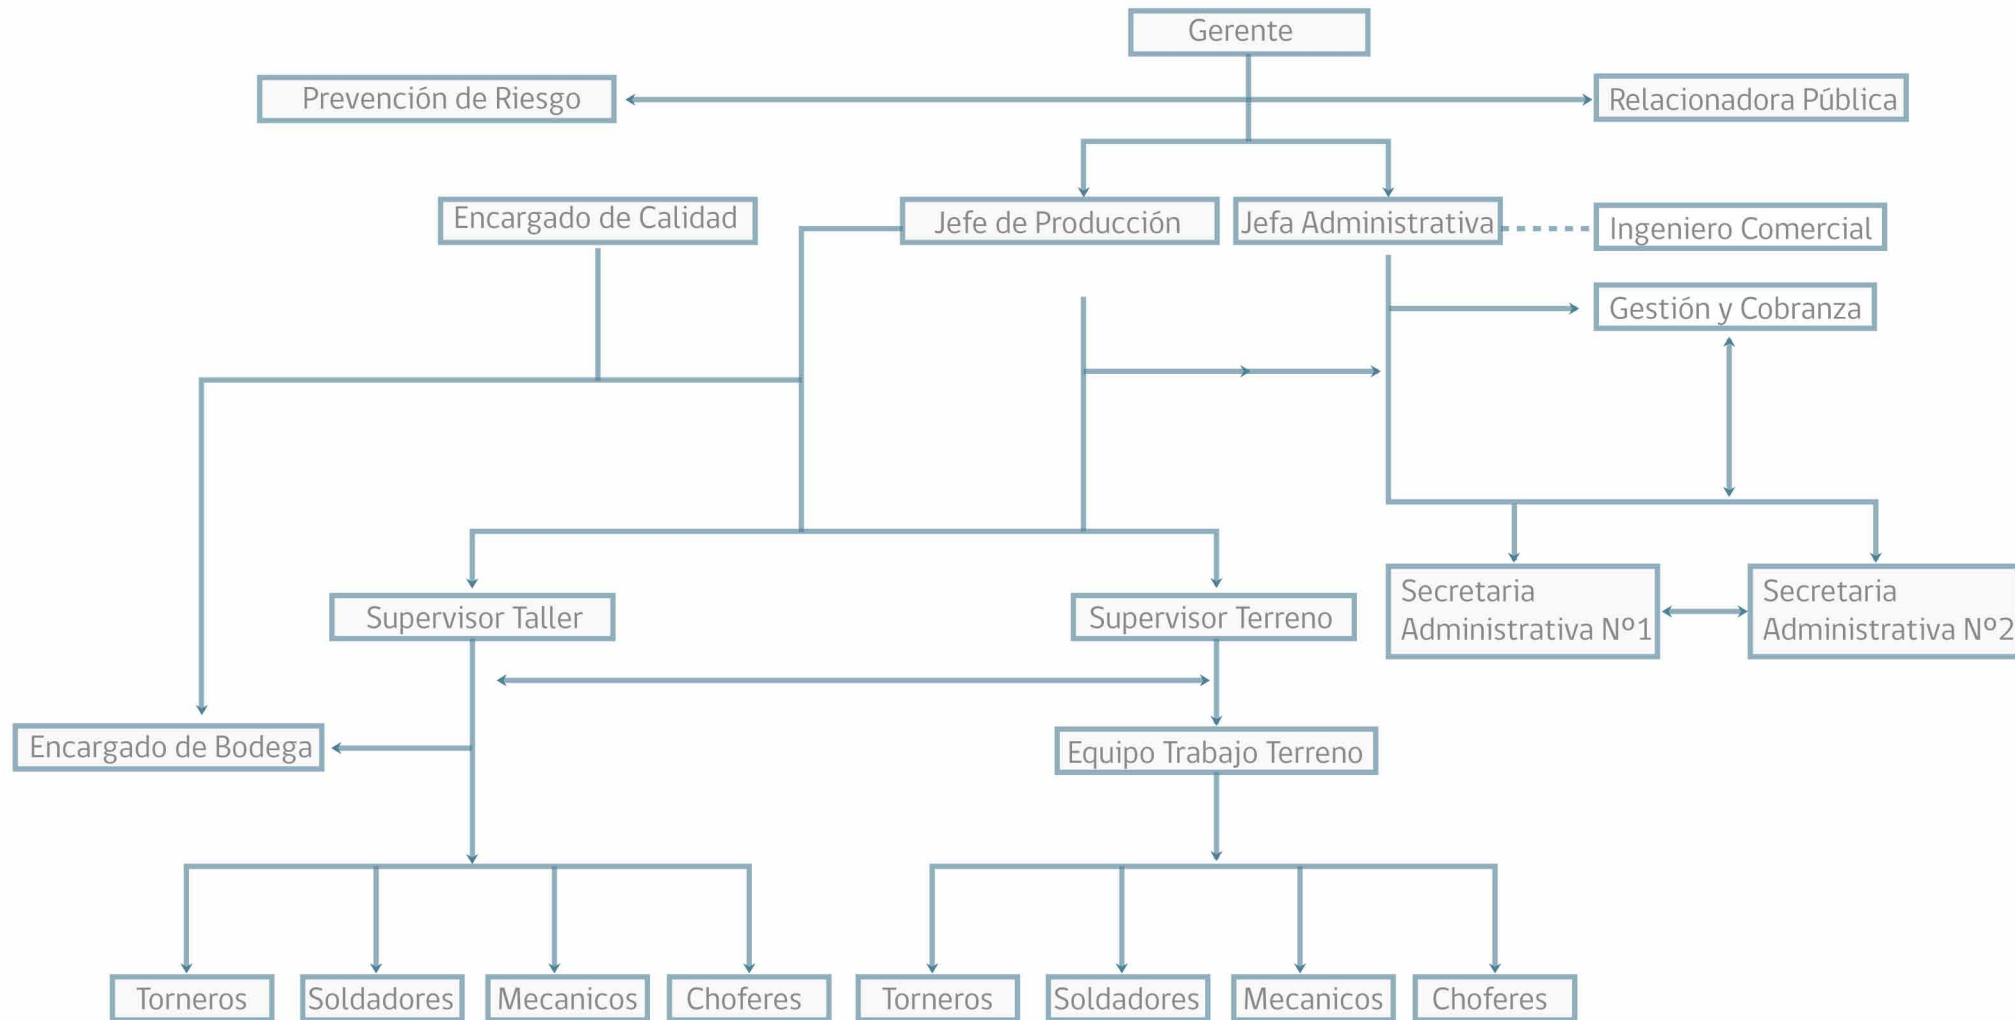 Gerente
Prevención de Riesgo
Relacionadora Pública
Encargado de Calidad
Jefe de Producción
Jefa Administrativa
Ingeniero Comercial
Gestión y Cobranza
Supervisor Taller
Supervisor Terreno
Secretaria
Administrativa Nº1
Secretaria
Administrativa Nº2
Encargado de Bodega
Equipo Trabajo Terreno
Torneros
Soldadores
Mecanicos
Choferes
Torneros
Soldadores
Mecanicos
Choferes